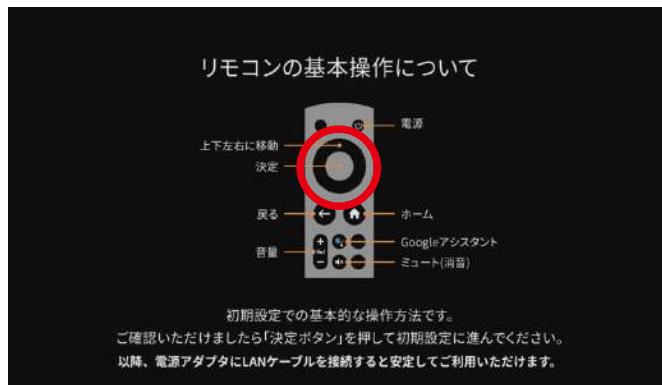 リモコンの基本操作について
電源
上下左右に移動
決定
戻る
ホーム
+
Vol
音量
Googleアシスタント
−
ミュート(消音)
初期設定での基本的な操作方法です。
ご確認いただけましたら「決定ボタン」を押して初期設定に進んでください。
以降、電源アダプタにLANケーブルを接続すると安定してご利用いただけます。